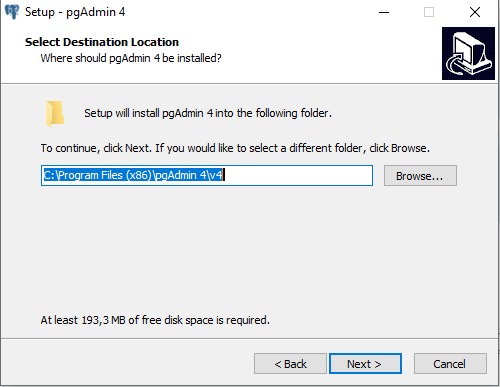 Setup - pgAdmin 4
Select Destination Location
Where should pgAdmin 4 be installed?
Setup will install pgAdmin 4 into the following folder.
To continue, click Next. If you would like to select a different folder, click Browse.
C:\Program Files (x86)\pgAdmin 4\v4
Browse...
At least 193,3 MB of free disk space is required.
< Back
Next >
Cancel